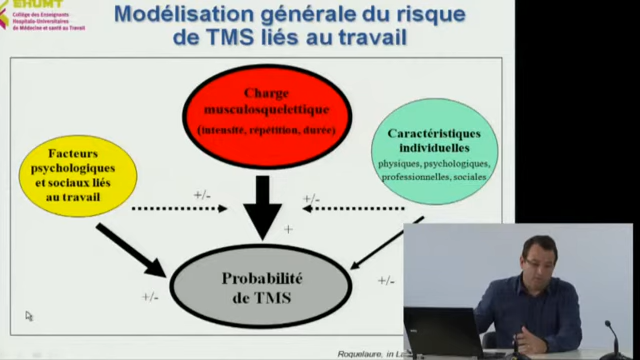 EHUMT
Collège des Enseignants
Hospitalo-Universitaires
de Médecine et santé au Travail
Modélisation générale du risque
de TMS liés au travail
Charge
musculosquelettique
(intensité, répétition, durée)
Facteurs
psychologiques
et sociaux liés
au travail
Caractéristiques
individuelles
physiques, psychologiques,
professionnelles, sociales
+/-
+/-
+
Probabilité
de TMS
+/-
+/-
Roquelaure, in